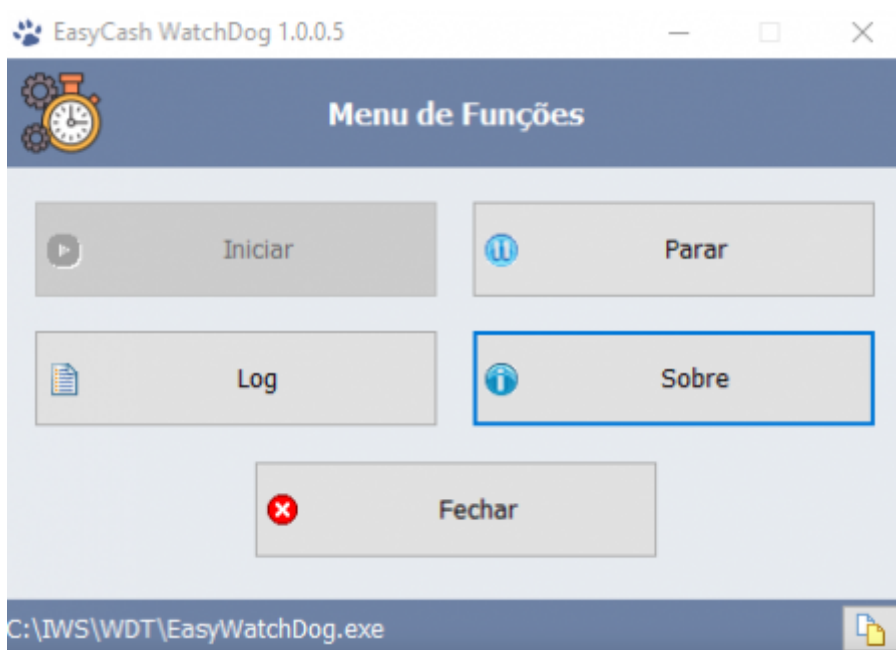 EasyCash WatchDog 1.0.0.5
Menu de Funções
Iniciar
Parar
Log
Sobre
Fechar
C:\IWS\WDT\EasyWatchDog.exe